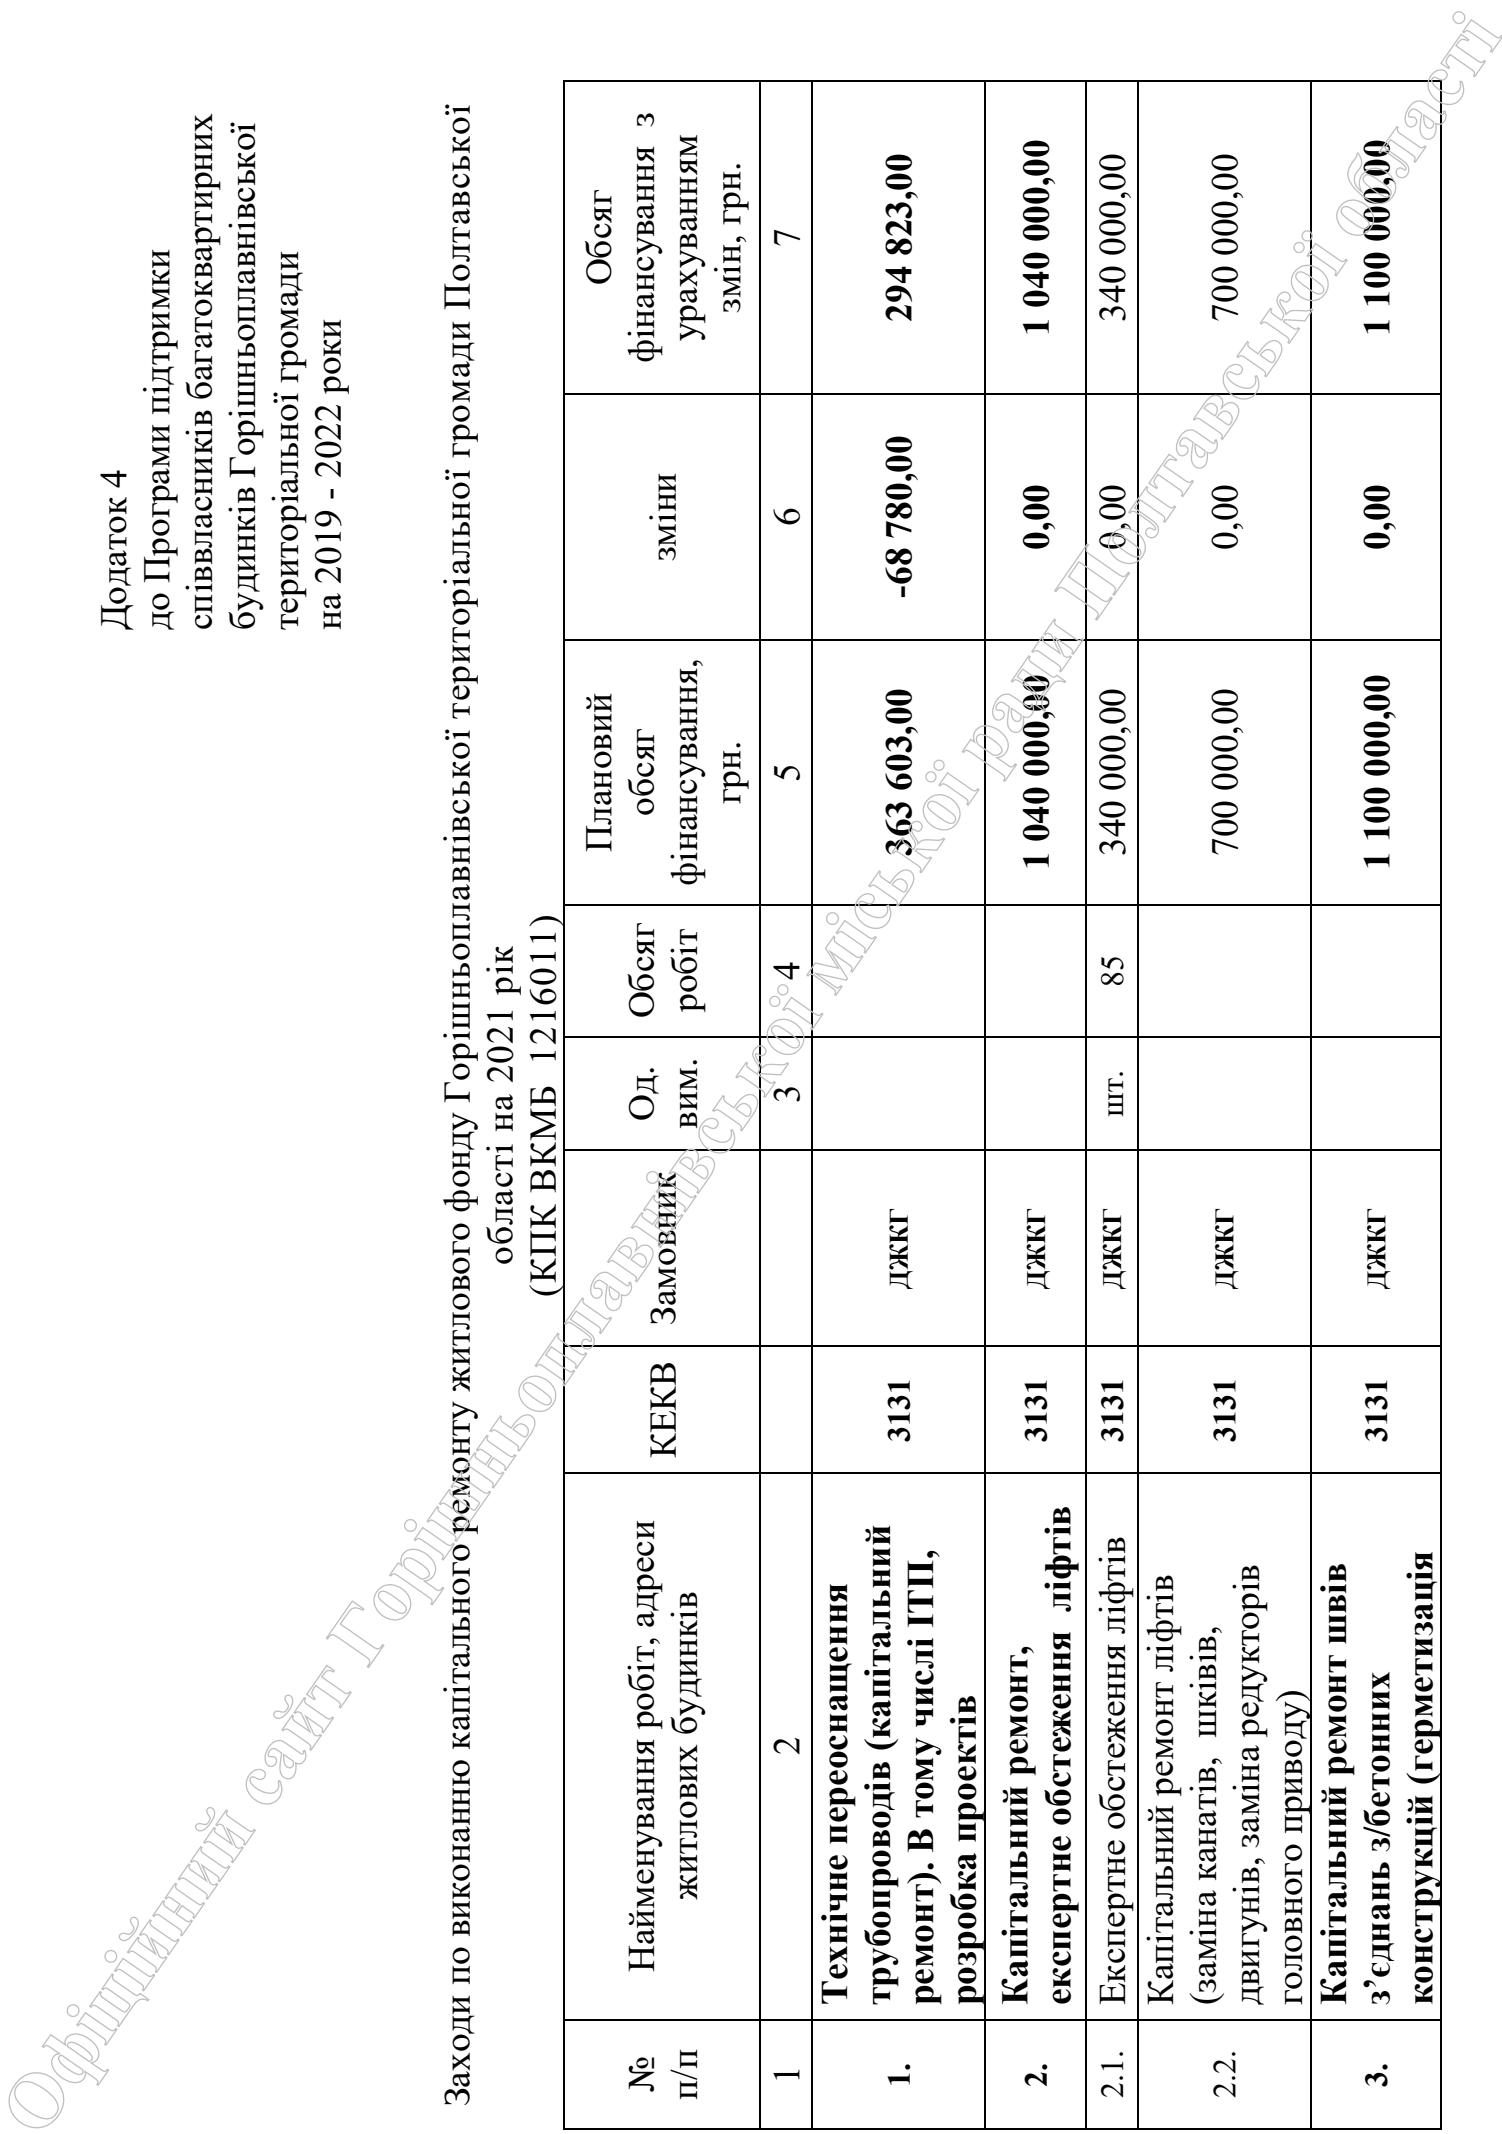 Додаток 4
до Програми підтримки
співвласників багатоквартирних
будинків Горішньоплавнівської
територіальної громади
на 2019 - 2022 роки
Заходи по виконанню капітального ремонту житлового фонду Горішньоплавнівської територіальної громади Полтавської
області на 2021 рік
(КПК ВКМБ 1216011)
№ п/п Найменування робіт, адреси житлових будинків КЕКВ Замовник Од. вим. Обсяг робіт Плановий обсяг фінансування, грн. зміни Обсяг фінансування з урахуванням змін, грн.
1 2 3 4 5 6 7
1. Технічне переоснащення
трубопроводів (капітальний
ремонт). В тому числі ІТП,
розробка проектів
3131 ДЖКГ 363 603,00 -68 780,00 294 823,00
2. Капітальний ремонт,
експертне обстеження ліфтів
3131 ДЖКГ 1 040 000,00 0,00 1 040 000,00
2.1. Експертне обстеження ліфтів 3131 ДЖКГ шт. 85 340 000,00 0,00 340 000,00
2.2. Капітальний ремонт ліфтів
(заміна канатів, шківів,
двигунів, заміна редукторів
головного приводу)
3131 ДЖКГ 700 000,00 0,00 700 000,00
3. Капітальний ремонт швів
з’єднань з/бетонних
конструкцій (герметизація
3131 ДЖКГ 1 100 000,00 0,00 1 100 000,00
Офіційний сайт Горішньоплавнівської міської ради Полтавської області